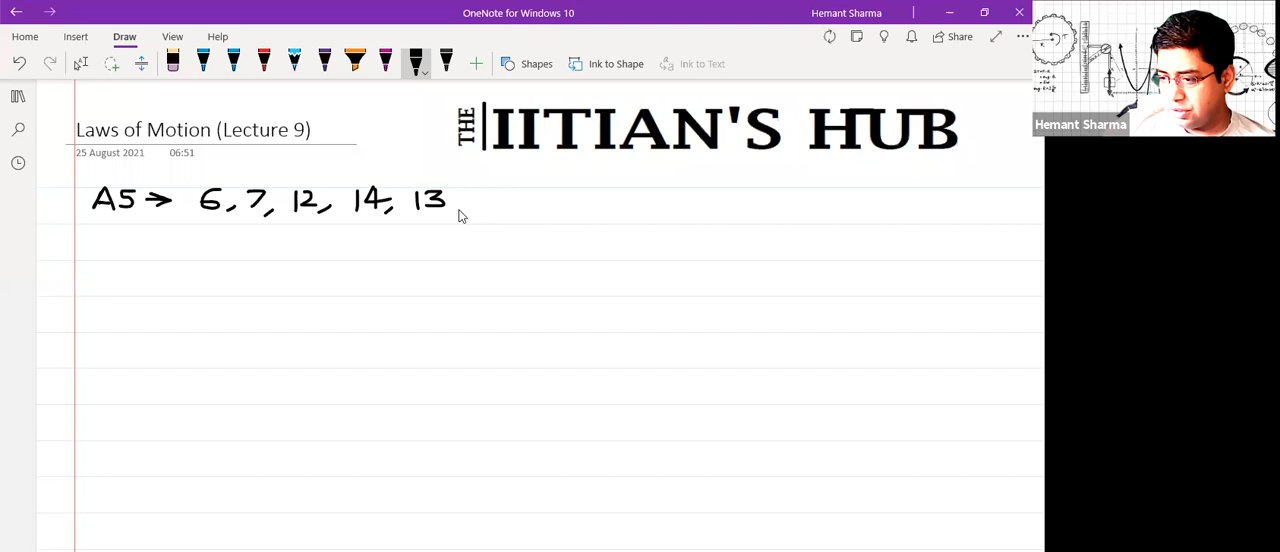 OneNote for Windows 10
Hemant Sharma
Home Insert Draw View Help
Share
Shapes Ink to Shape Ink to Text
Hemant Sharma
Laws of Motion (Lecture 9)
THE IITIAN'S HUB
25 August 2021 06:51
A5 → 6, 7, 12, 14, 13